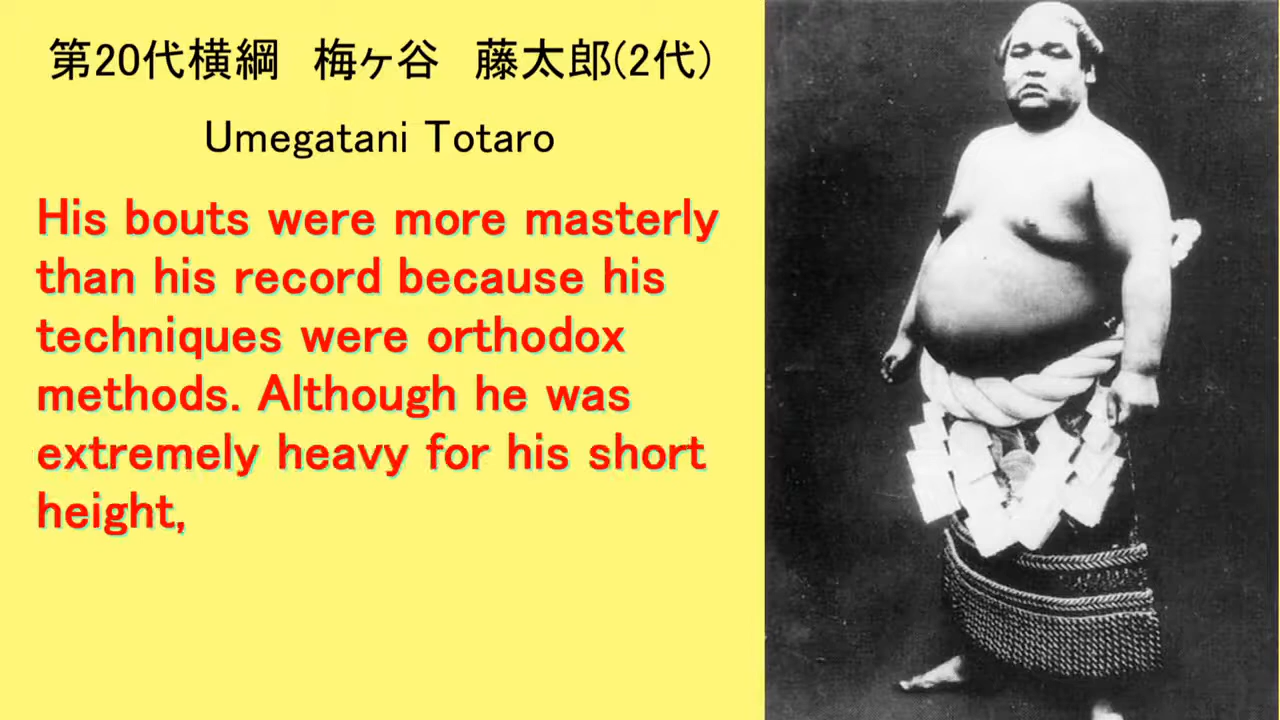 第20代横綱　梅ヶ谷　藤太郎(2代)
Umegatani Totaro
His bouts were more masterly
than his record because his
techniques were orthodox
methods. Although he was
extremely heavy for his short
height,